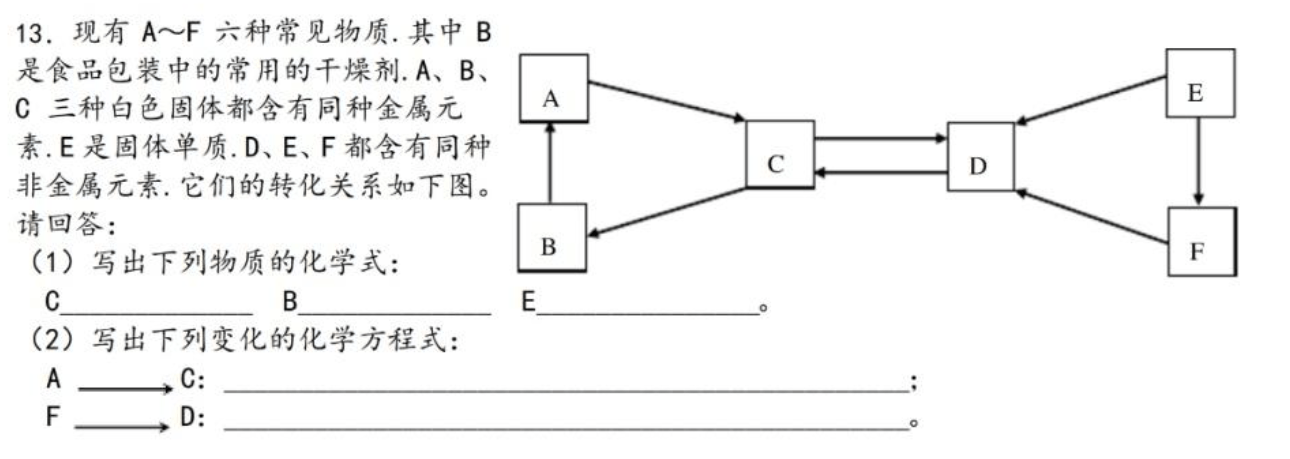 13. 现有 A～F 六种常见物质.其中 B
是食品包装中的常用的干燥剂.A、B、
C 三种白色固体都含有同种金属元
素.E 是固体单质.D、E、F 都含有同种
非金属元素.它们的转化关系如下图。
请回答:
(1) 写出下列物质的化学式:
C______________ B______________ E________________。
(2) 写出下列变化的化学方程式:
A ⟶ C: ________________________________________;
F ⟶ D: ________________________________________。
A
E
C
D
B
F